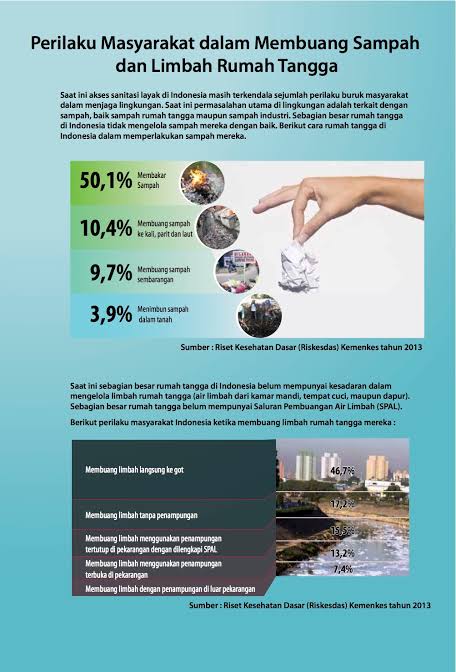 Perilaku Masyarakat dalam Membuang Sampah
dan Limbah Rumah Tangga
Saat ini akses sanitasi layak di Indonesia masih terkendala sejumlah perilaku buruk masyarakat
dalam menjaga lingkungan. Saat ini permasalahan utama di lingkungan adalah terkait dengan
sampah, baik sampah rumah tangga maupun sampah industri. Sebagian besar rumah tangga
di Indonesia tidak mengelola sampah mereka dengan baik. Berikut cara rumah tangga di
Indonesia dalam memperlakukan sampah mereka.
50,1% Membakar
Sampah
10,4% Membuang sampah
ke kali, parit dan laut
9,7% Membuang sampah
sembarangan
3,9% Menimbun sampah
dalam tanah
Sumber : Riset Kesehatan Dasar (Riskesdas) Kemenkes tahun 2013
Saat ini sebagian besar rumah tangga di Indonesia belum mempunyai kesadaran dalam
mengelola limbah rumah tangga (air limbah dari kamar mandi, tempat cuci, maupun dapur).
Sebagian besar rumah tangga belum mempunyai Saluran Pembuangan Air Limbah (SPAL).
Berikut perilaku masyarakat Indonesia ketika membuang limbah rumah tangga mereka :
Membuang limbah langsung ke got 46,7%
Membuang limbah tanpa penampungan 17,2%
Membuang limbah menggunakan penampungan
tertutup di pekarangan dengan dilengkapi SPAL 15,5%
Membuang limbah menggunakan penampungan
terbuka di pekarangan 13,2%
Membuang limbah dengan penampungan di luar pekarangan 7,4%
Sumber : Riset Kesehatan Dasar (Riskesdas) Kemenkes tahun 2013